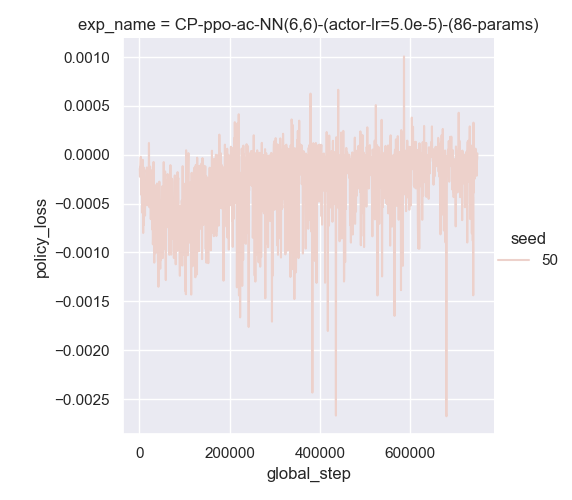 exp_name = CP-ppo-ac-NN(6,6)-(actor-lr=5.0e-5)-(86-params)
0.0010
0.0005
0.0000
−0.0005
−0.0010
−0.0015
−0.0020
−0.0025
policy_loss
0 200000 400000 600000
global_step
seed
50